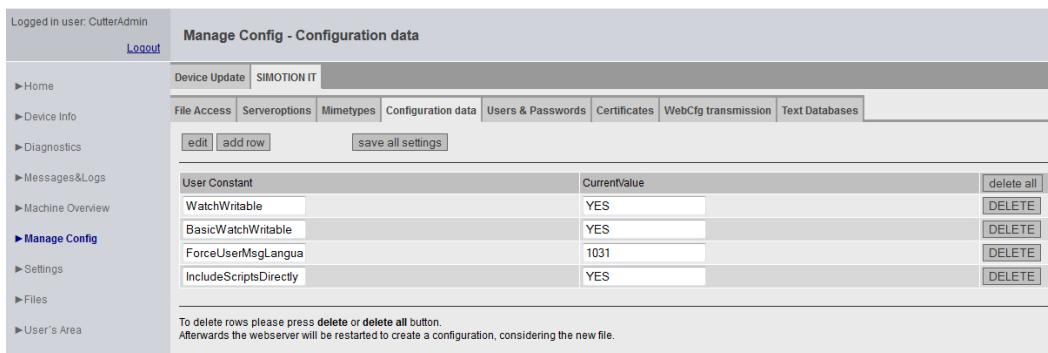 Logged in user: CutterAdmin
Logout
Manage Config - Configuration data
►Home
►Device Info
►Diagnostics
►Messages&Logs
►Machine Overview
►Manage Config
►Settings
►Files
►User´s Area
Device Update SIMOTION IT
File Access Serveroptions Mimetypes Configuration data Users & Passwords Certificates WebCfg transmission Text Databases
edit add row save all settings
User Constant CurrentValue delete all
WatchWritable YES DELETE
BasicWatchWritable YES DELETE
ForceUserMsgLangua 1031 DELETE
IncludeScriptsDirectly YES DELETE
To delete rows please press delete or delete all button.
Afterwards the webserver will be restarted to create a configuration, considering the new file.